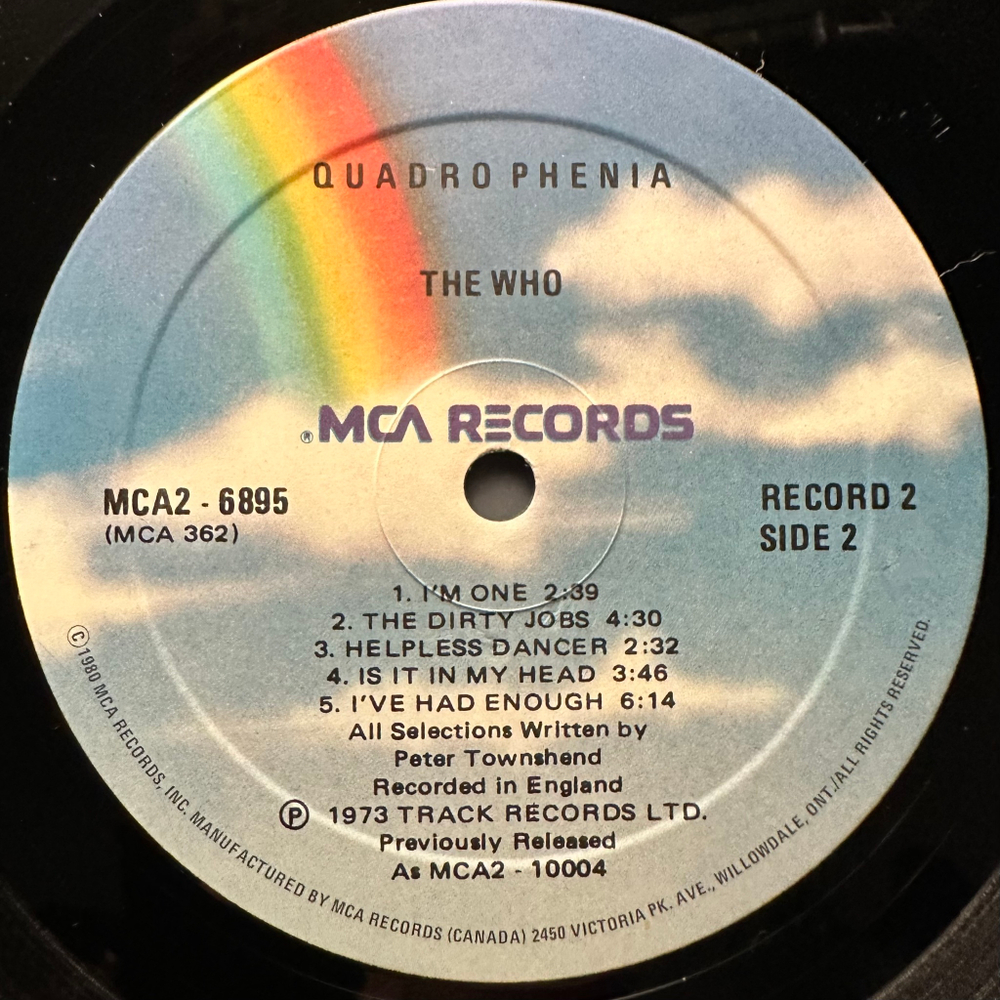 QUADROPHENIA
THE WHO
® MCA RECORDS
MCA2 - 6895
(MCA 362)
RECORD 2
SIDE 2
1. I'M ONE 2:39
2. THE DIRTY JOBS 4:30
3. HELPLESS DANCER 2:32
4. IS IT IN MY HEAD 3:46
5. I'VE HAD ENOUGH 6:14
All Selections Written by
Peter Townshend
Recorded in England
Ⓟ 1973 TRACK RECORDS LTD.
Previously Released
As MCA2 - 10004
©1980 MCA RECORDS, INC. MANUFACTURED BY MCA RECORDS (CANADA) 2450 VICTORIA PK. AVE., WILLOWDALE, ONT./ALL RIGHTS RESERVED.